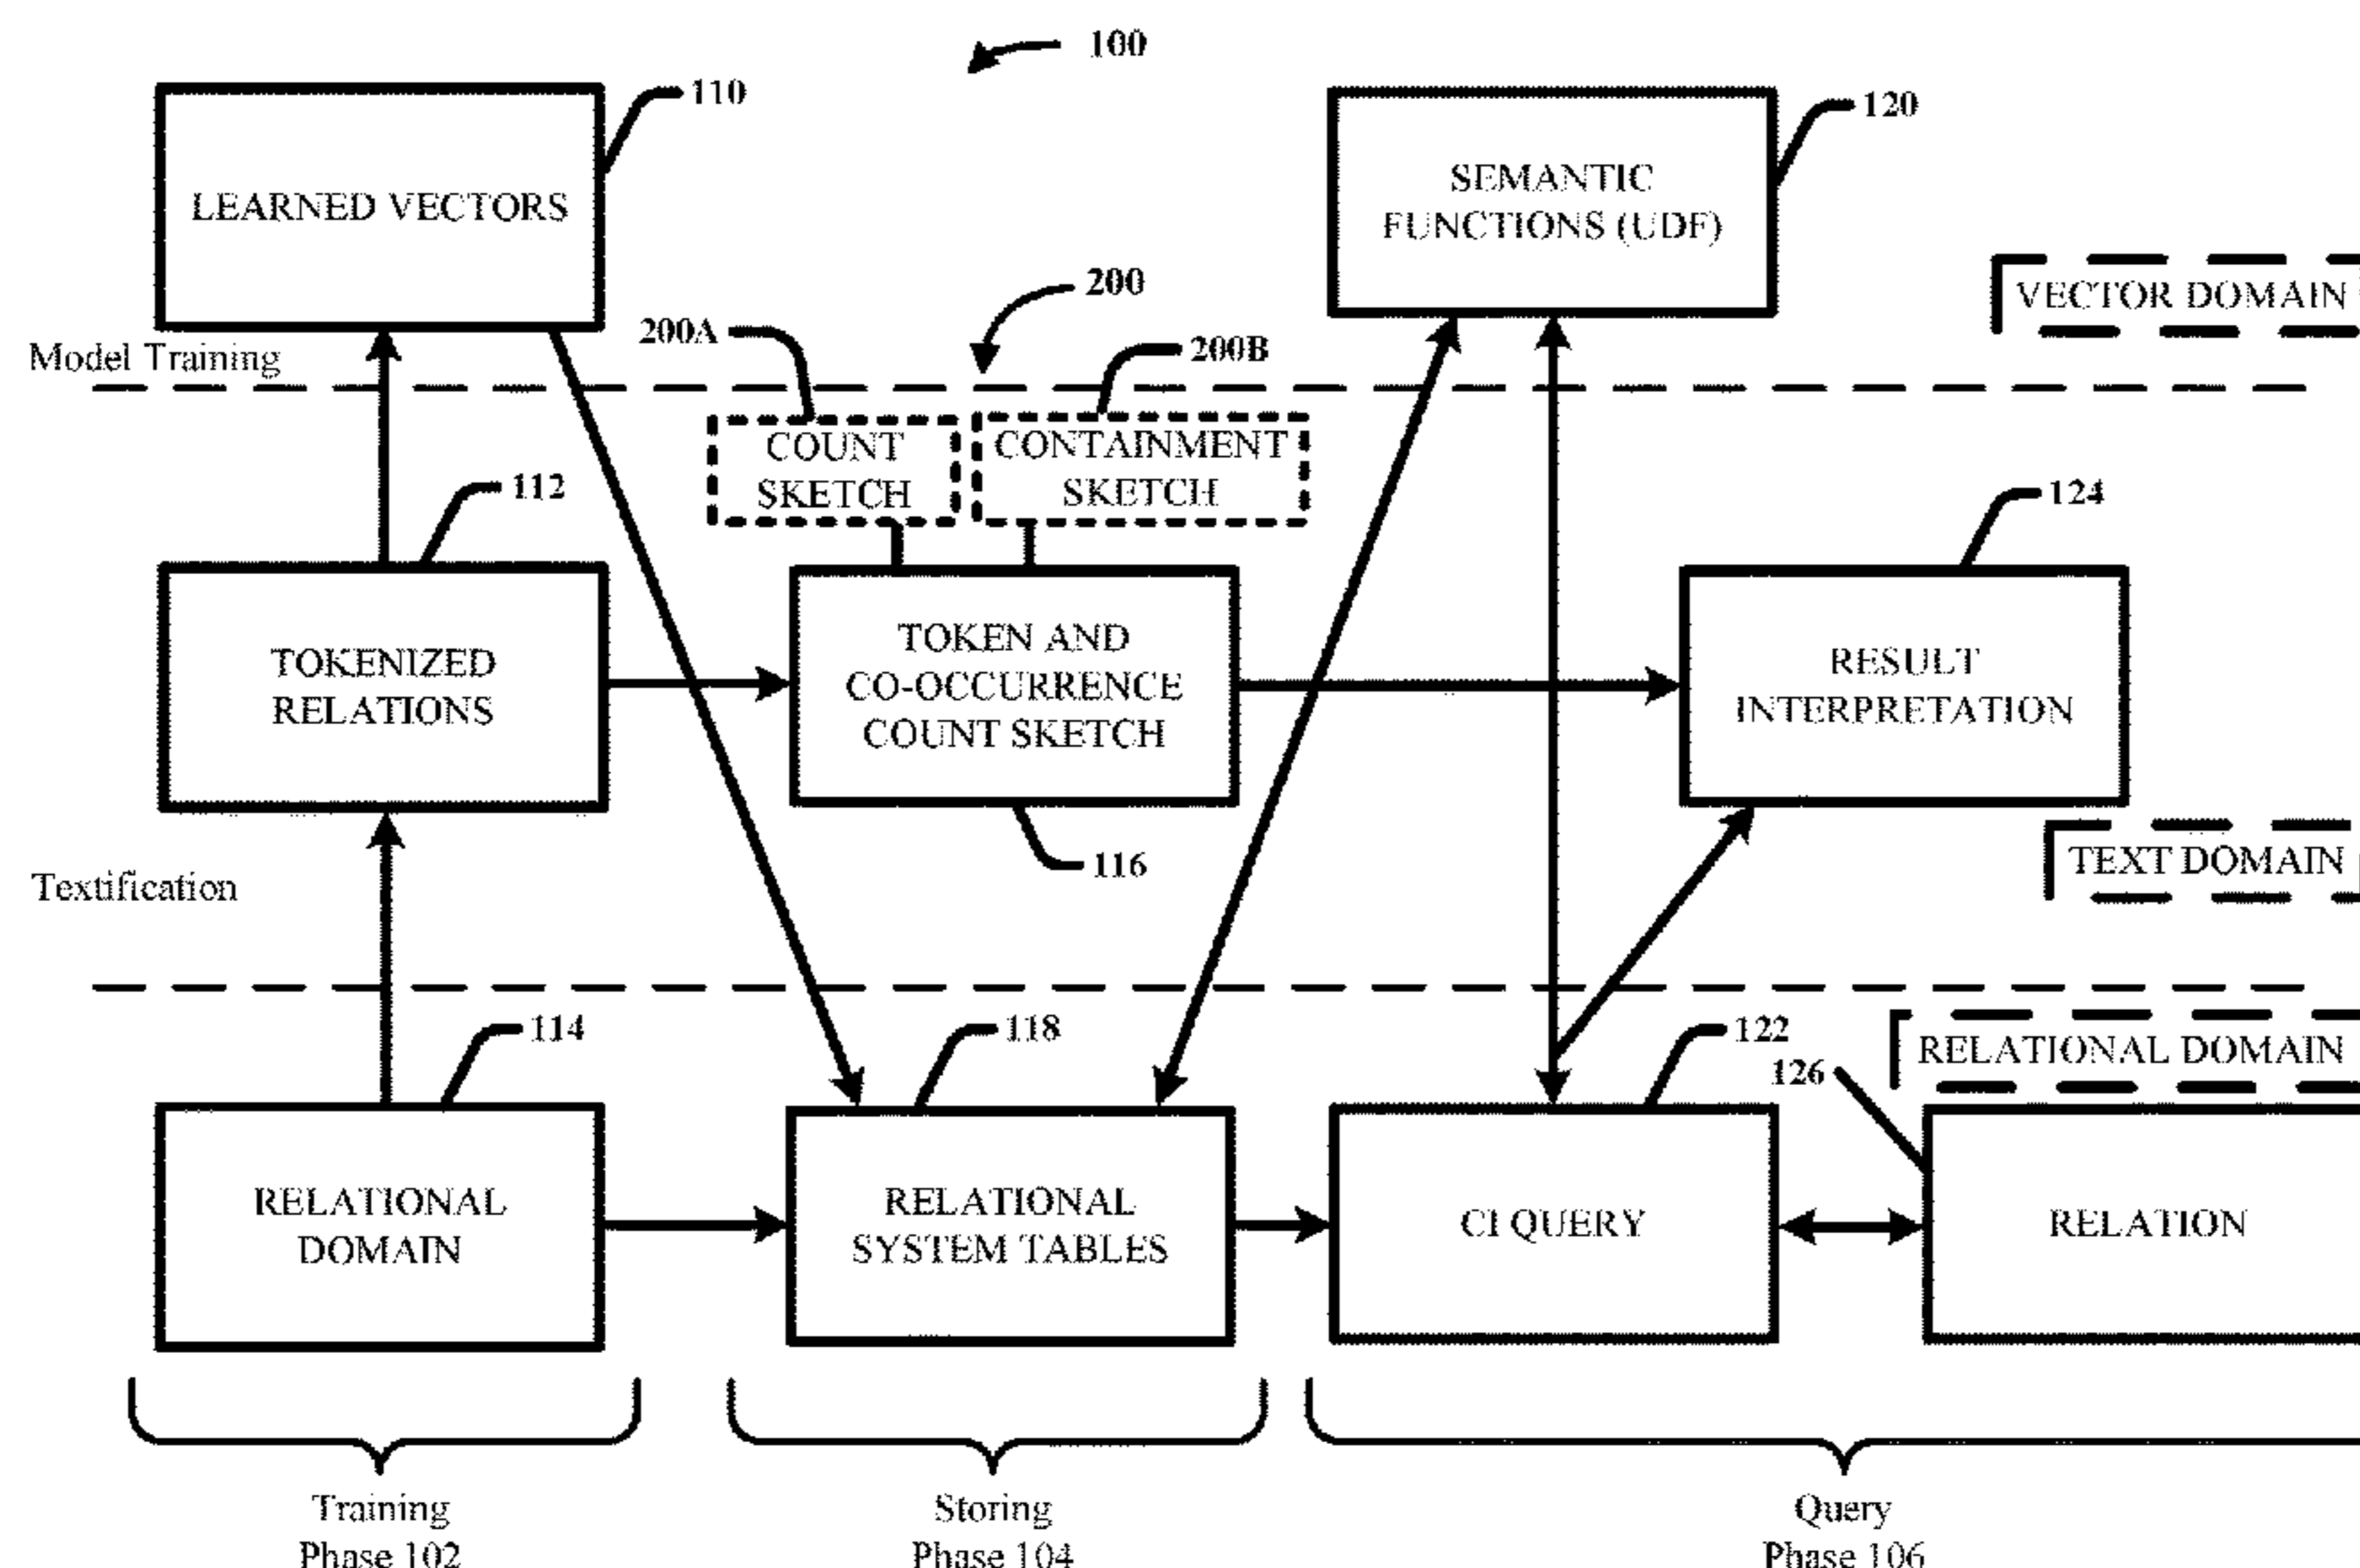 100
110
LEARNED VECTORS
120
SEMANTIC
FUNCTIONS (UDF)
VECTOR DOMAIN
200
200A
200B
Model Training
COUNT
SKETCH
CONTAINMENT
SKETCH
112
124
TOKENIZED
RELATIONS
TOKEN AND
CO-OCCURRENCE
COUNT SKETCH
RESULT
INTERPRETATION
116
TEXT DOMAIN
Textification
114
118
122
RELATIONAL DOMAIN
126
RELATIONAL
DOMAIN
RELATIONAL
SYSTEM TABLES
CI QUERY
RELATION
Training
Phase 102
Storing
Phase 104
Query
Phase 106